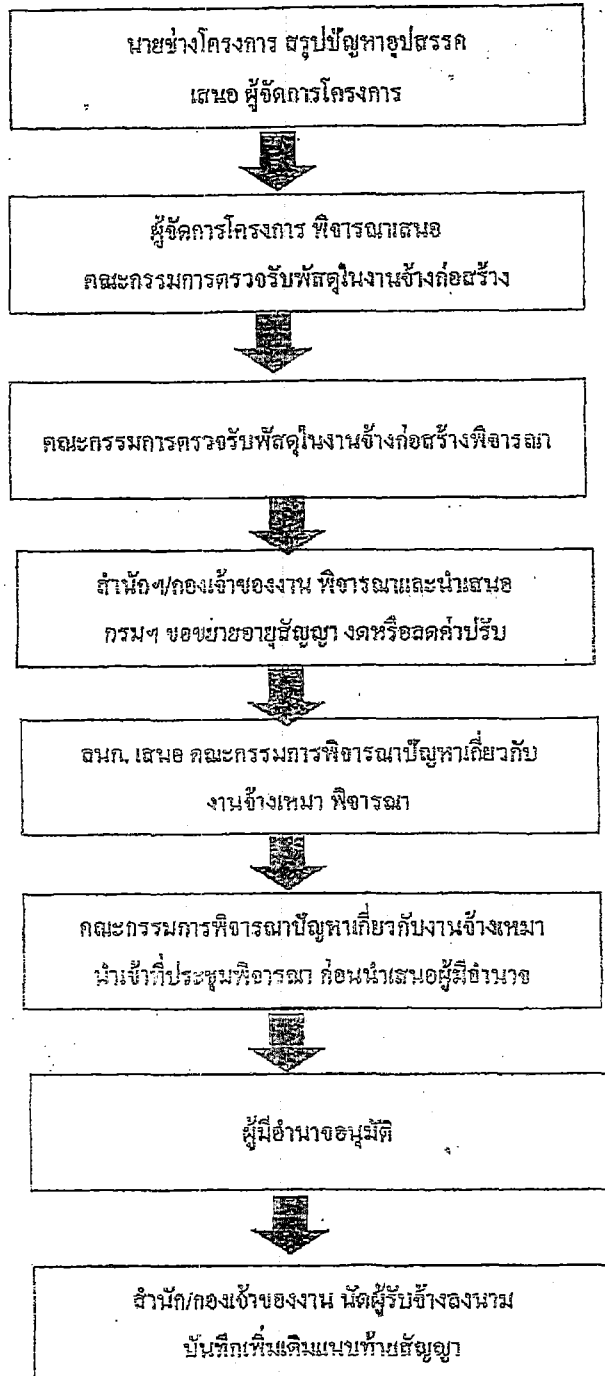 นายช่างโครงการ สรุปปัญหาอุปสรรค
เสนอ ผู้จัดการโครงการ
ผู้จัดการโครงการ พิจารณาเสนอ
คณะกรรมการตรวจรับพัสดุในงานจ้างก่อสร้าง
คณะกรรมการตรวจรับพัสดุในงานจ้างก่อสร้างพิจารณา
สำนักฯ/กองเจ้าของงาน พิจารณาและนำเสนอ
กรมฯ ขอขยายอายุสัญญา งดหรือลดค่าปรับ
ลนก. เสนอ คณะกรรมการพิจารณาปัญหาเกี่ยวกับ
งานจ้างเหมา พิจารณา
คณะกรรมการพิจารณาปัญหาเกี่ยวกับงานจ้างเหมา
นำเข้าที่ประชุมพิจารณา ก่อนนำเสนอผู้มีอำนาจ
ผู้มีอำนาจอนุมัติ
สำนัก/กองเจ้าของงาน นัดผู้รับจ้างลงนาม
บันทึกเพิ่มเติมแนบท้ายสัญญา